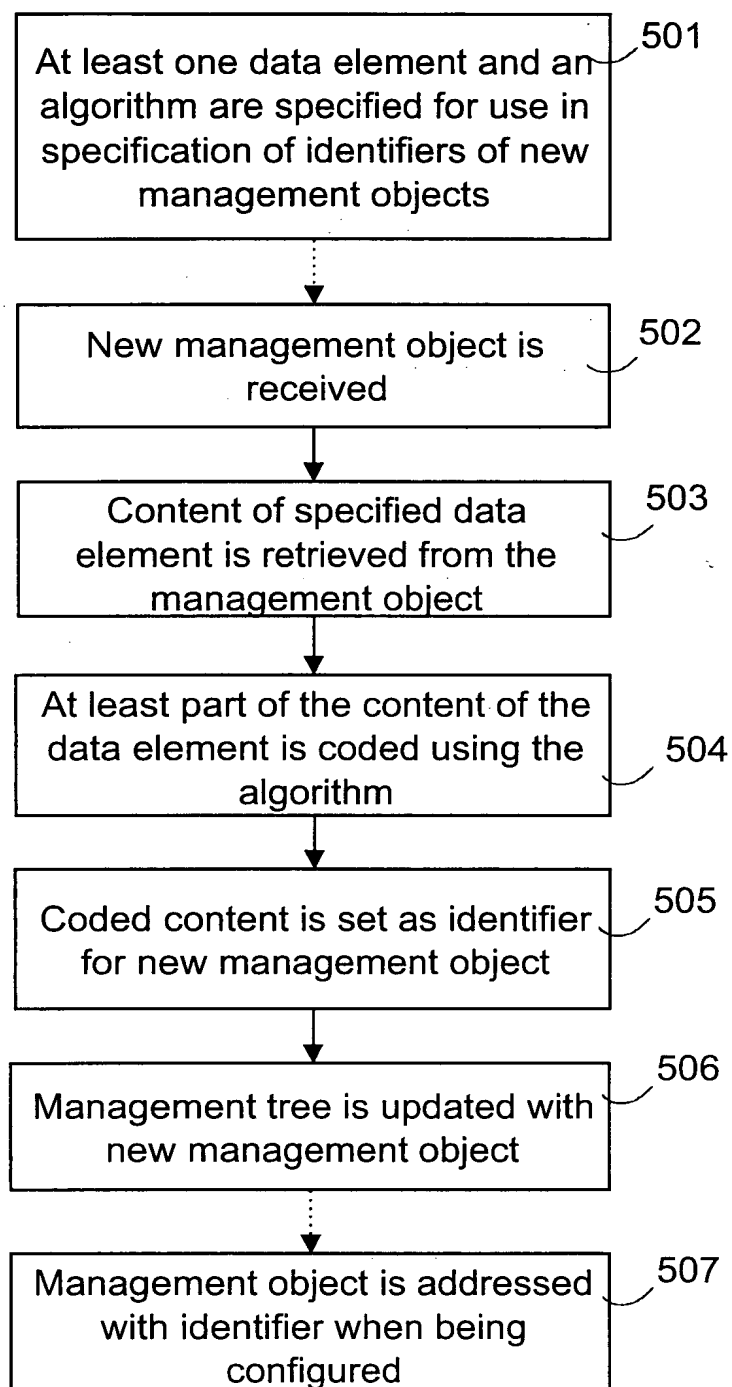 At least one data element and an
algorithm are specified for use in
specification of identifiers of new
management objects
501
New management object is
received
502
Content of specified data
element is retrieved from the
management object
503
At least part of the content of the
data element is coded using the
algorithm
504
Coded content is set as identifier
for new management object
505
Management tree is updated with
new management object
506
Management object is addressed
with identifier when being
configured
507